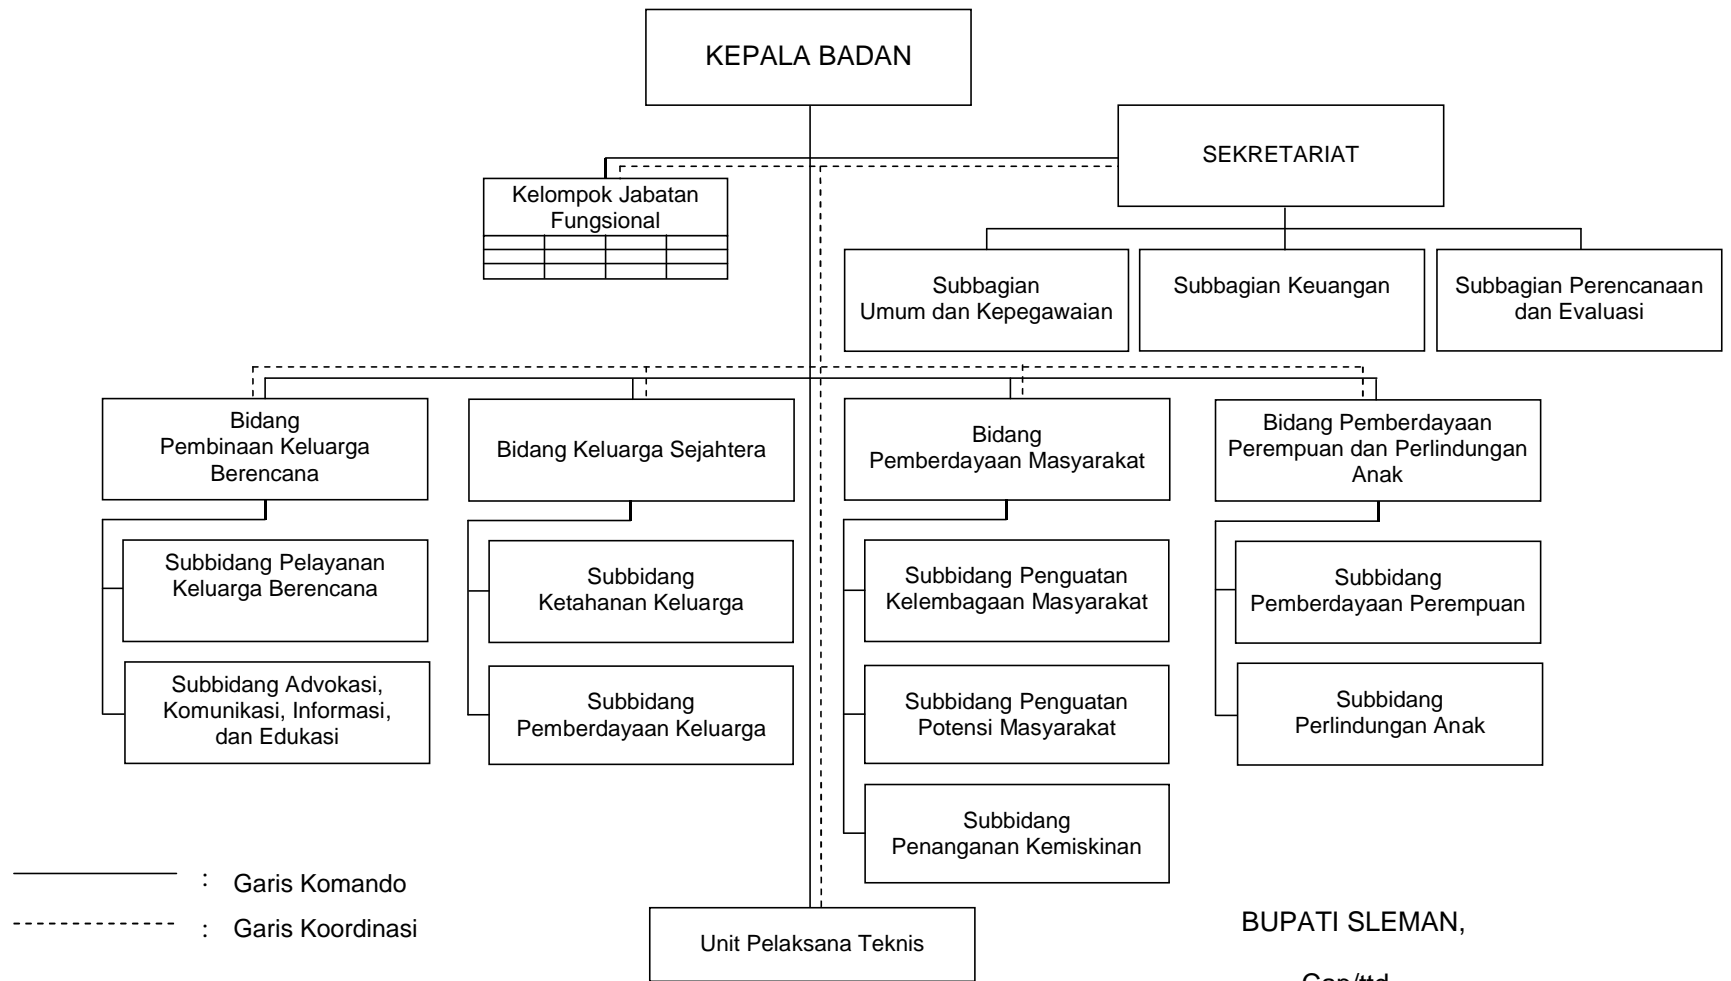 KEPALA BADAN
SEKRETARIAT
Kelompok Jabatan
Fungsional
Subbagian
Umum dan Kepegawaian
Subbagian Keuangan
Subbagian Perencanaan
dan Evaluasi
Bidang
Pembinaan Keluarga
Berencana
Bidang Keluarga Sejahtera
Bidang
Pemberdayaan Masyarakat
Bidang Pemberdayaan
Perempuan dan Perlindungan
Anak
Subbidang Pelayanan
Keluarga Berencana
Subbidang
Ketahanan Keluarga
Subbidang Penguatan
Kelembagaan Masyarakat
Subbidang
Pemberdayaan Perempuan
Subbidang Advokasi,
Komunikasi, Informasi,
dan Edukasi
Subbidang
Pemberdayaan Keluarga
Subbidang Penguatan
Potensi Masyarakat
Subbidang
Perlindungan Anak
Subbidang
Penanganan Kemiskinan
: Garis Komando
: Garis Koordinasi
Unit Pelaksana Teknis
BUPATI SLEMAN,
Cap/ttd